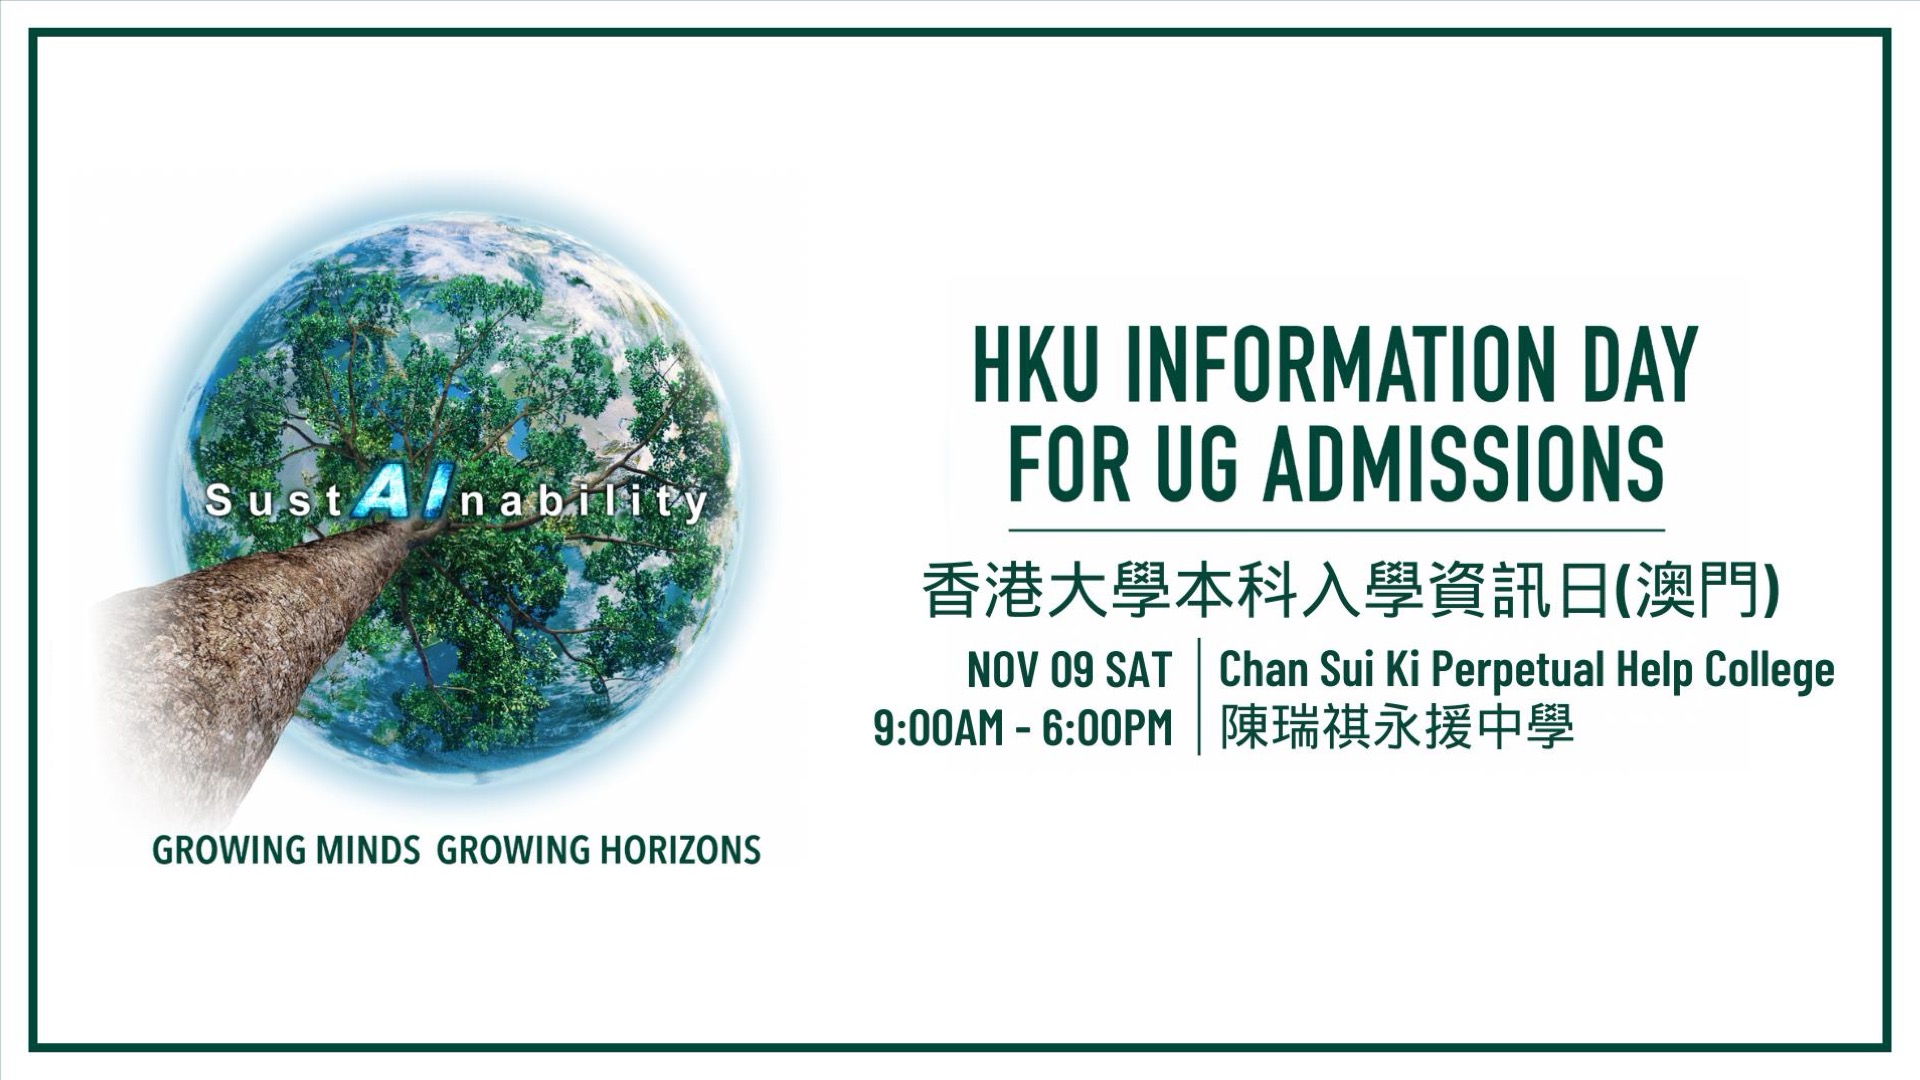 SustAInability
GROWING MINDS GROWING HORIZONS
HKU INFORMATION DAY
FOR UG ADMISSIONS
香港大學本科入學資訊日(澳門)
NOV 09 SAT
9:00AM - 6:00PM
Chan Sui Ki Perpetual Help College
陳瑞祺永援中學